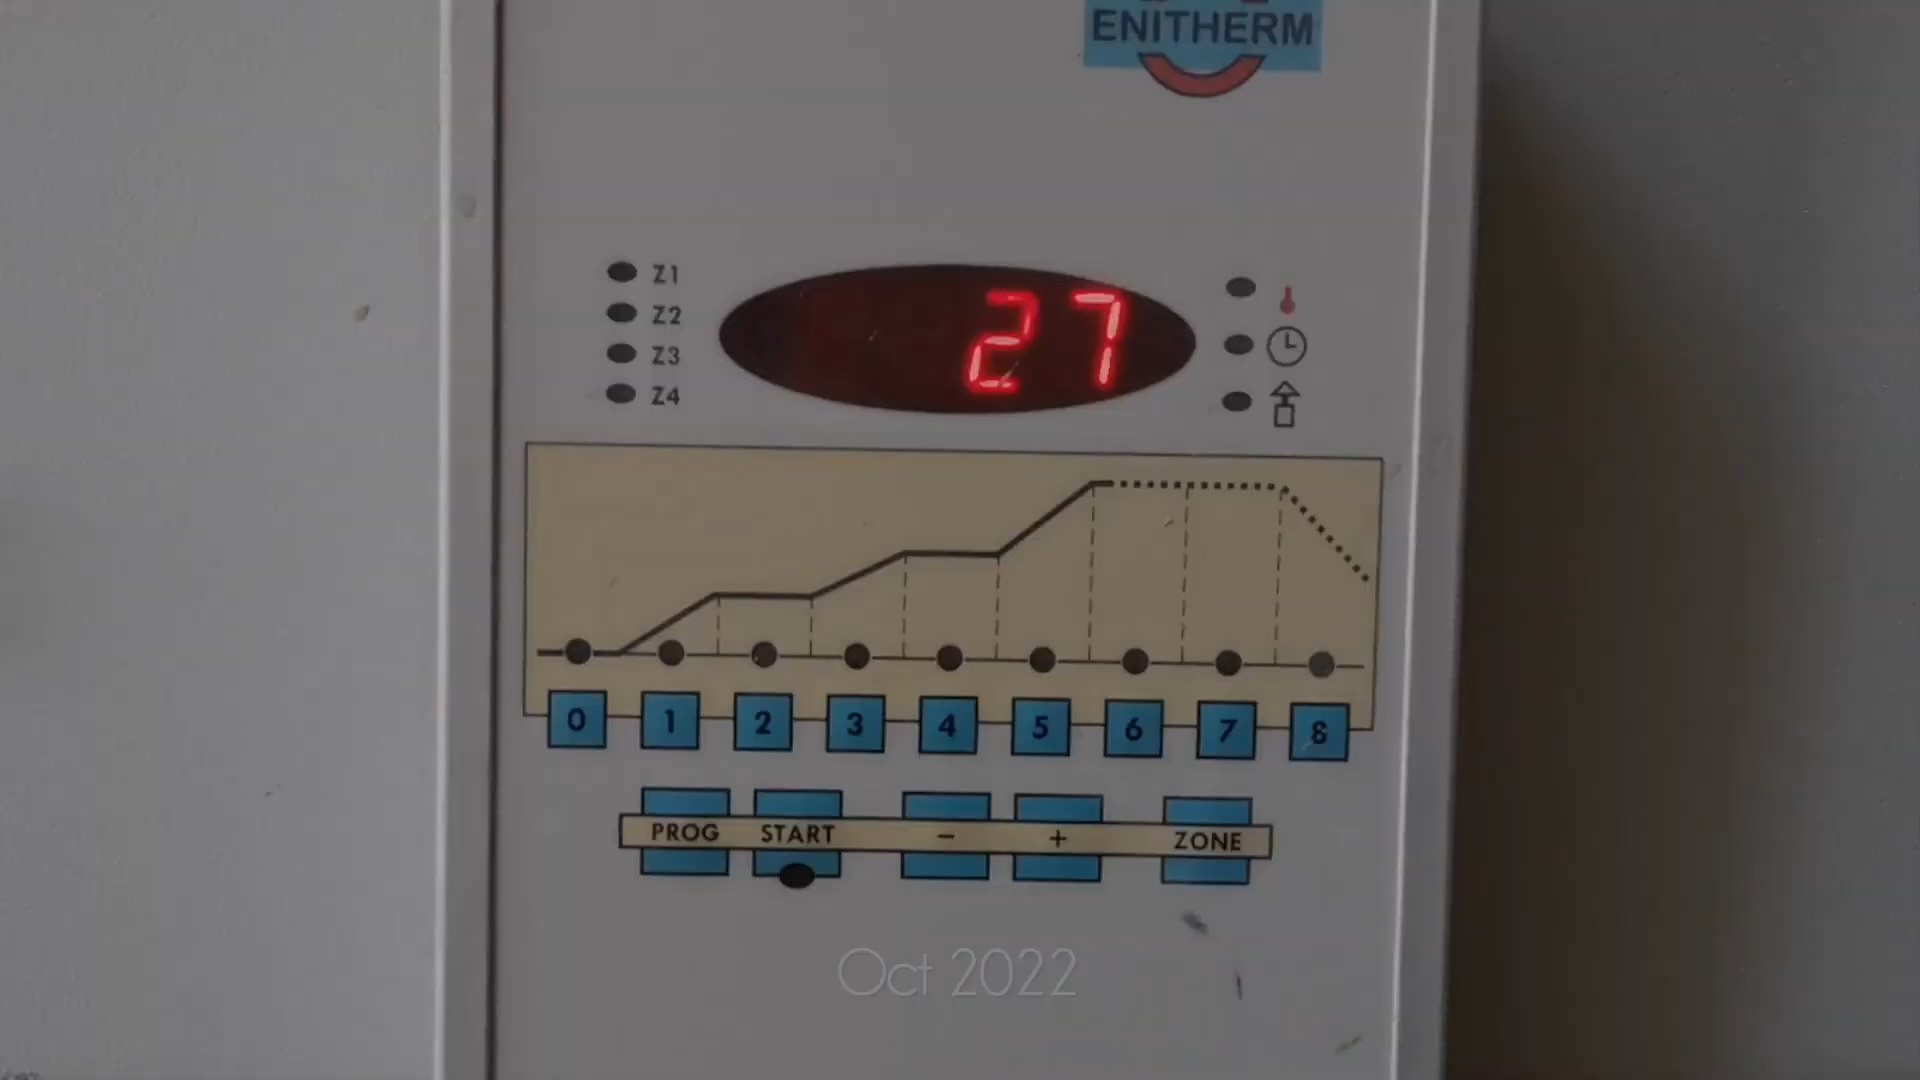 ENITHERM
Z1
Z2
Z3
Z4
27
0 1 2 3 4 5 6 7 8
PROG START - + ZONE
Oct 2022